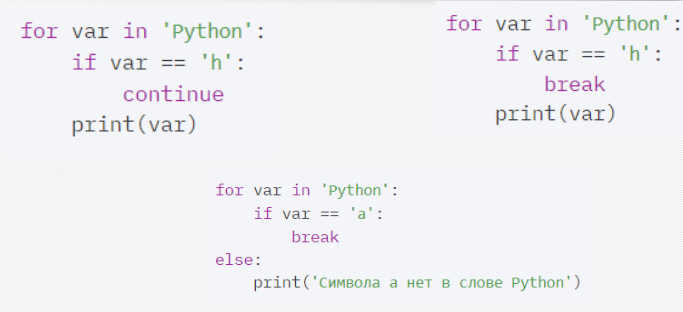 for var in 'Python':
    if var == 'h':
        continue
    print(var)
for var in 'Python':
    if var == 'h':
        break
    print(var)
for var in 'Python':
    if var == 'a':
        break
else:
    print('Символа а нет в слове Python')